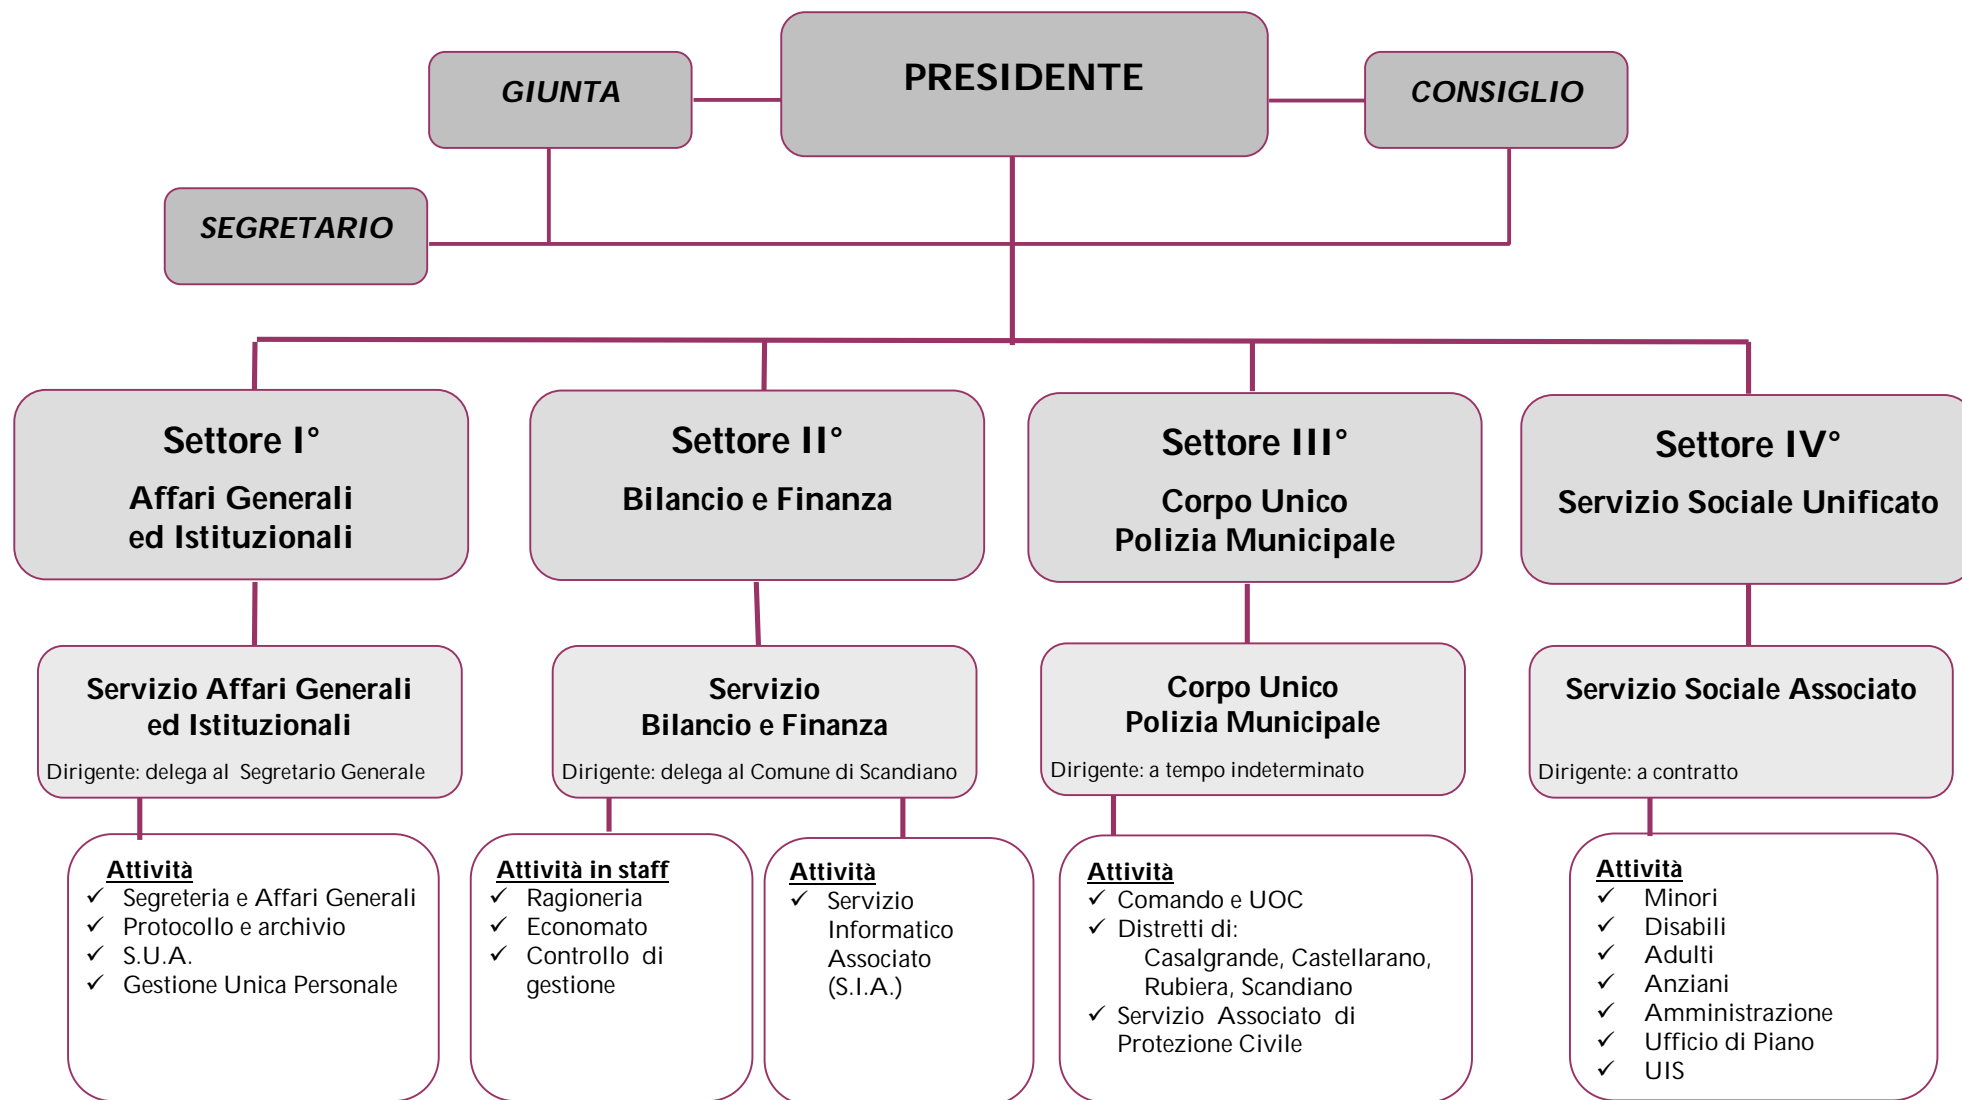 PRESIDENTE
GIUNTA
CONSIGLIO
SEGRETARIO
Settore I°
Affari Generali
ed Istituzionali
Settore II°
Bilancio e Finanza
Settore III°
Corpo Unico
Polizia Municipale
Settore IV°
Servizio Sociale Unificato
Servizio Affari Generali
ed Istituzionali
Dirigente: delega al Segretario Generale
Servizio
Bilancio e Finanza
Dirigente: delega al Comune di Scandiano
Corpo Unico
Polizia Municipale
Dirigente: a tempo indeterminato
Servizio Sociale Associato
Dirigente: a contratto
Attività
✓ Segreteria e Affari Generali
✓ Protocollo e archivio
✓ S.U.A.
✓ Gestione Unica Personale
Attività in staff
✓ Ragioneria
✓ Economato
✓ Controllo di
gestione
Attività
✓ Servizio
Informatico
Associato
(S.I.A.)
Attività
✓ Comando e UOC
✓ Distretti di:
Casalgrande, Castellarano,
Rubiera, Scandiano
✓ Servizio Associato di
Protezione Civile
Attività
✓ Minori
✓ Disabili
✓ Adulti
✓ Anziani
✓ Amministrazione
✓ Ufficio di Piano
✓ UIS